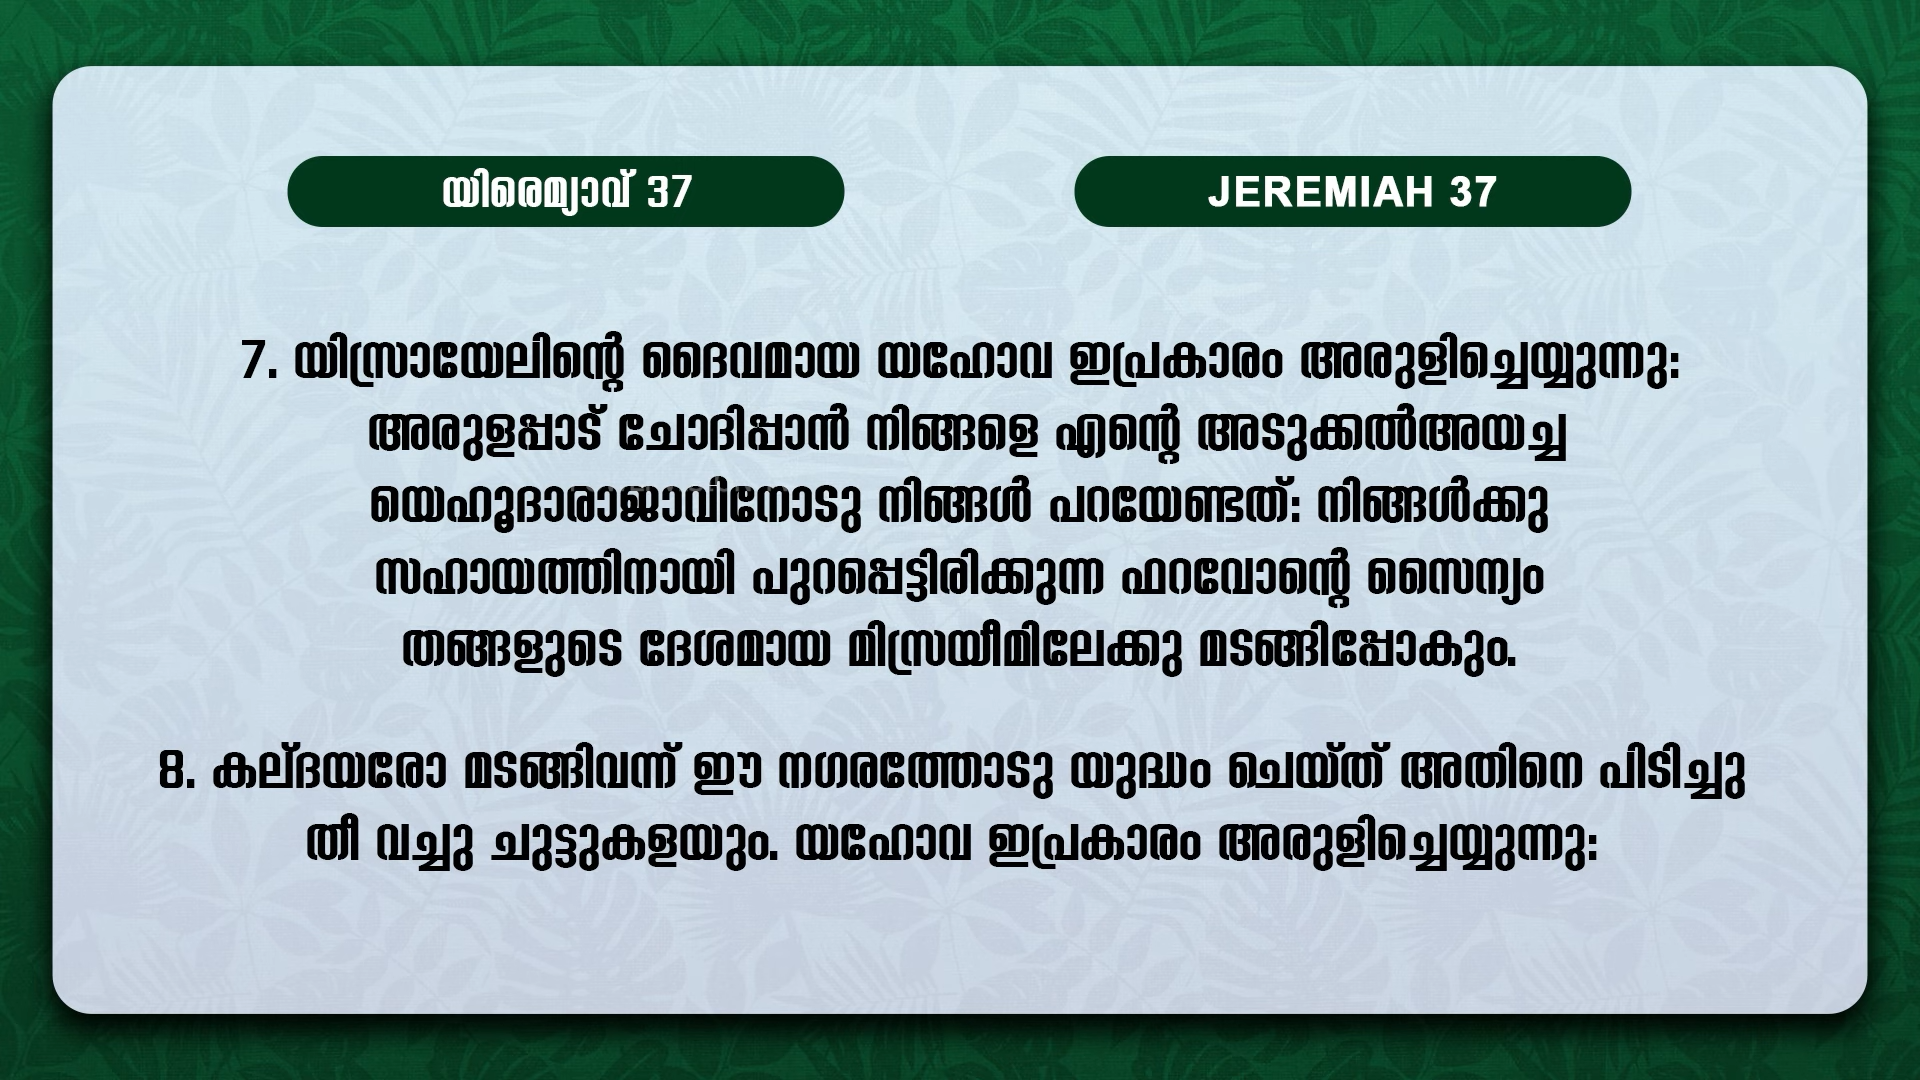 യിരെമ്യാവ് 37
JEREMIAH 37
7. യിസ്രായേലിന്റെ ദൈവമായ യഹോവ ഇപ്രകാരം അരുളിച്ചെയ്യുന്നു:
അരുളപ്പാട് ചോദിപ്പാൻ നിങ്ങളെ എന്റെ അടുക്കൽഅയച്ച
യെഹൂദാരാജാവിനോടു നിങ്ങൾ പറയേണ്ടത്: നിങ്ങൾക്കു
സഹായത്തിനായി പുറപ്പെട്ടിരിക്കുന്ന ഫറവോന്റെ സൈന്യം
തങ്ങളുടെ ദേശമായ മിസ്രയീമിലേക്കു മടങ്ങിപ്പോകും.
8. കല്ദയരോ മടങ്ങിവന്ന് ഈ നഗരത്തോടു യുദ്ധം ചെയ്ത് അതിനെ പിടിച്ചു
തീ വച്ചു ചുട്ടുകളയും. യഹോവ ഇപ്രകാരം അരുളിച്ചെയ്യുന്നു: